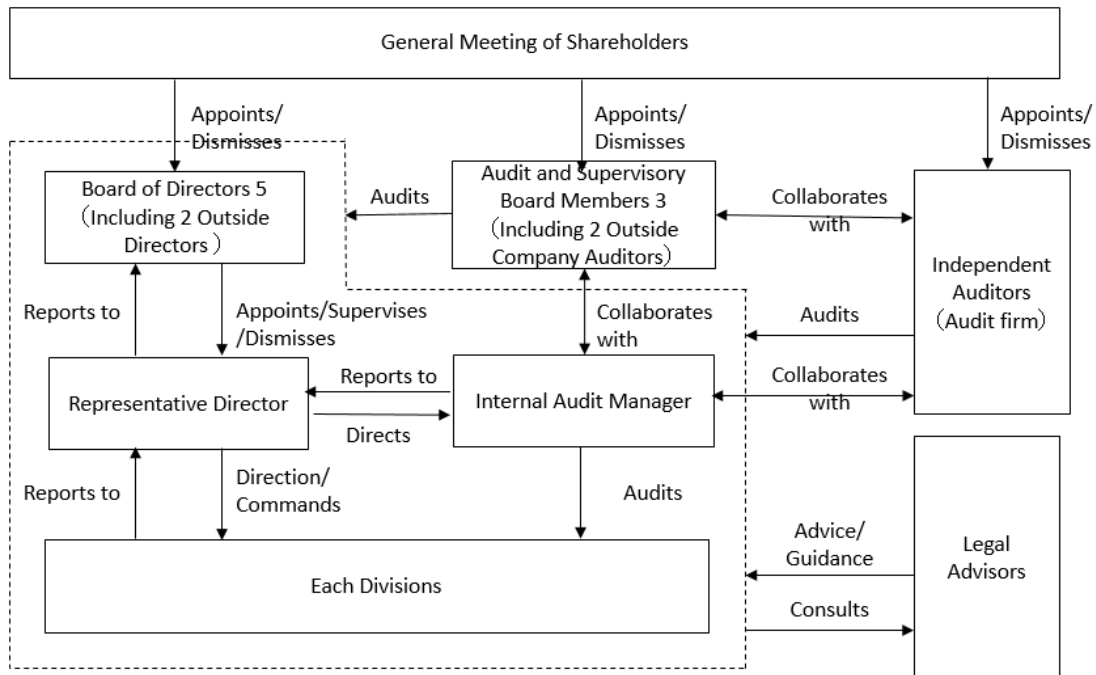 General Meeting of Shareholders
Appoints/
Dismisses
Appoints/
Dismisses
Appoints/
Dismisses
Board of Directors 5
（Including 2 Outside
Directors ）
Audits
Audit and Supervisory
Board Members 3
（Including 2 Outside
Company Auditors）
Collaborates
with
Independent
Auditors
（Audit firm）
Reports to
Appoints/Supervises
/Dismisses
Collaborates
with
Audits
Representative Director
Reports to
Directs
Internal Audit Manager
Collaborates
with
Reports to
Direction/
Commands
Audits
Each Divisions
Advice/
Guidance
Consults
Legal
Advisors